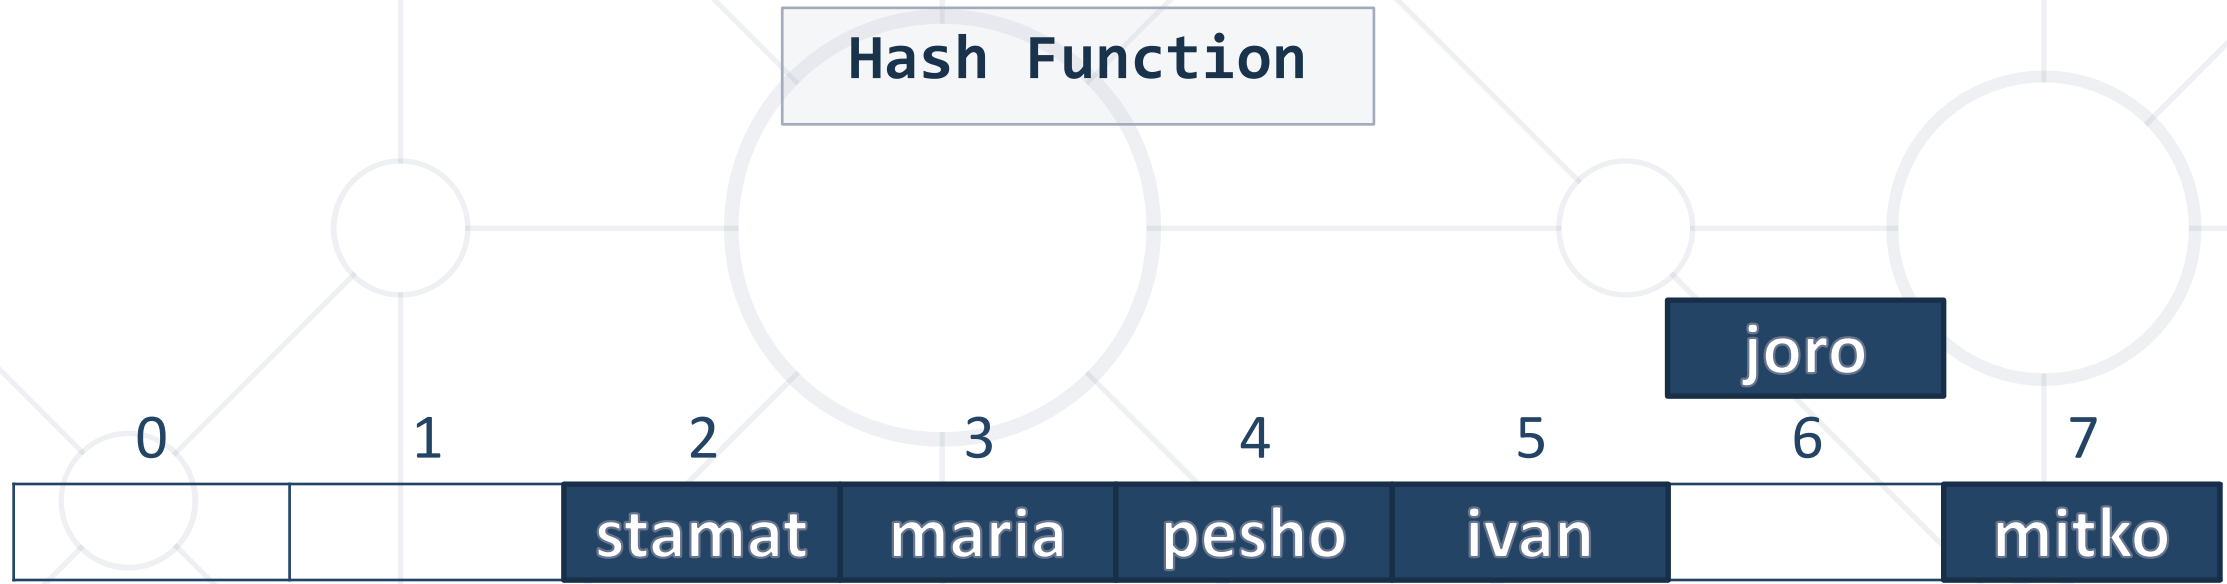 Hash Function
joro
0 1 2 3 4 5 6 7
stamat maria pesho ivan mitko